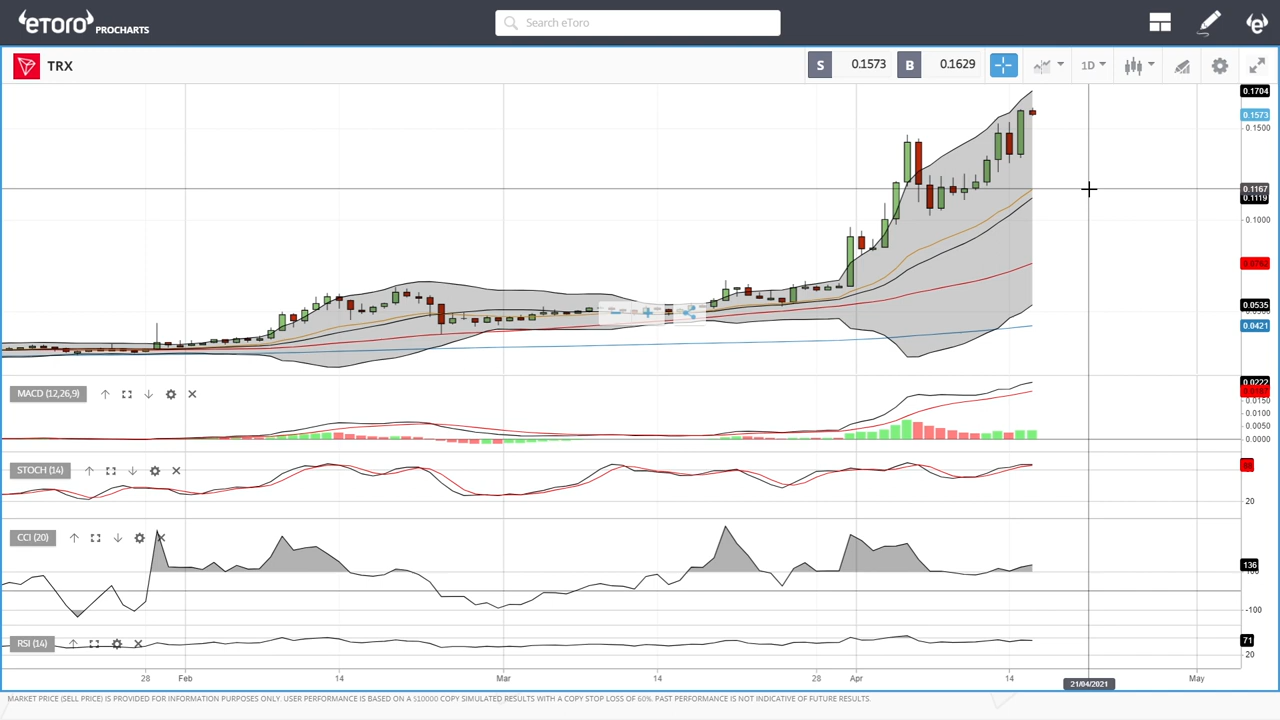 eToro PROCHARTS
Search eToro
TRX
S 0.1573 B 0.1629
1D
0.1704
0.1573
0.1500
0.1167
0.1119
0.1000
0.0535
0.0421
MACD (12,26,9)
0.0222
0.0150
0.0100
0.0050
0.0000
STOCH (14)
20
CCI (20)
136
-100
RSI (14)
71
20
28 Feb 14 Mar 14 28 Apr 14 May
21/04/2021
MARKET PRICE (SELL PRICE) IS PROVIDED FOR INFORMATION PURPOSES ONLY. USER PERFORMANCE IS BASED ON A $10000 COPY SIMULATED RESULTS WITH A COPY STOP LOSS OF 60%. PAST PERFORMANCE IS NOT INDICATIVE OF FUTURE RESULTS.